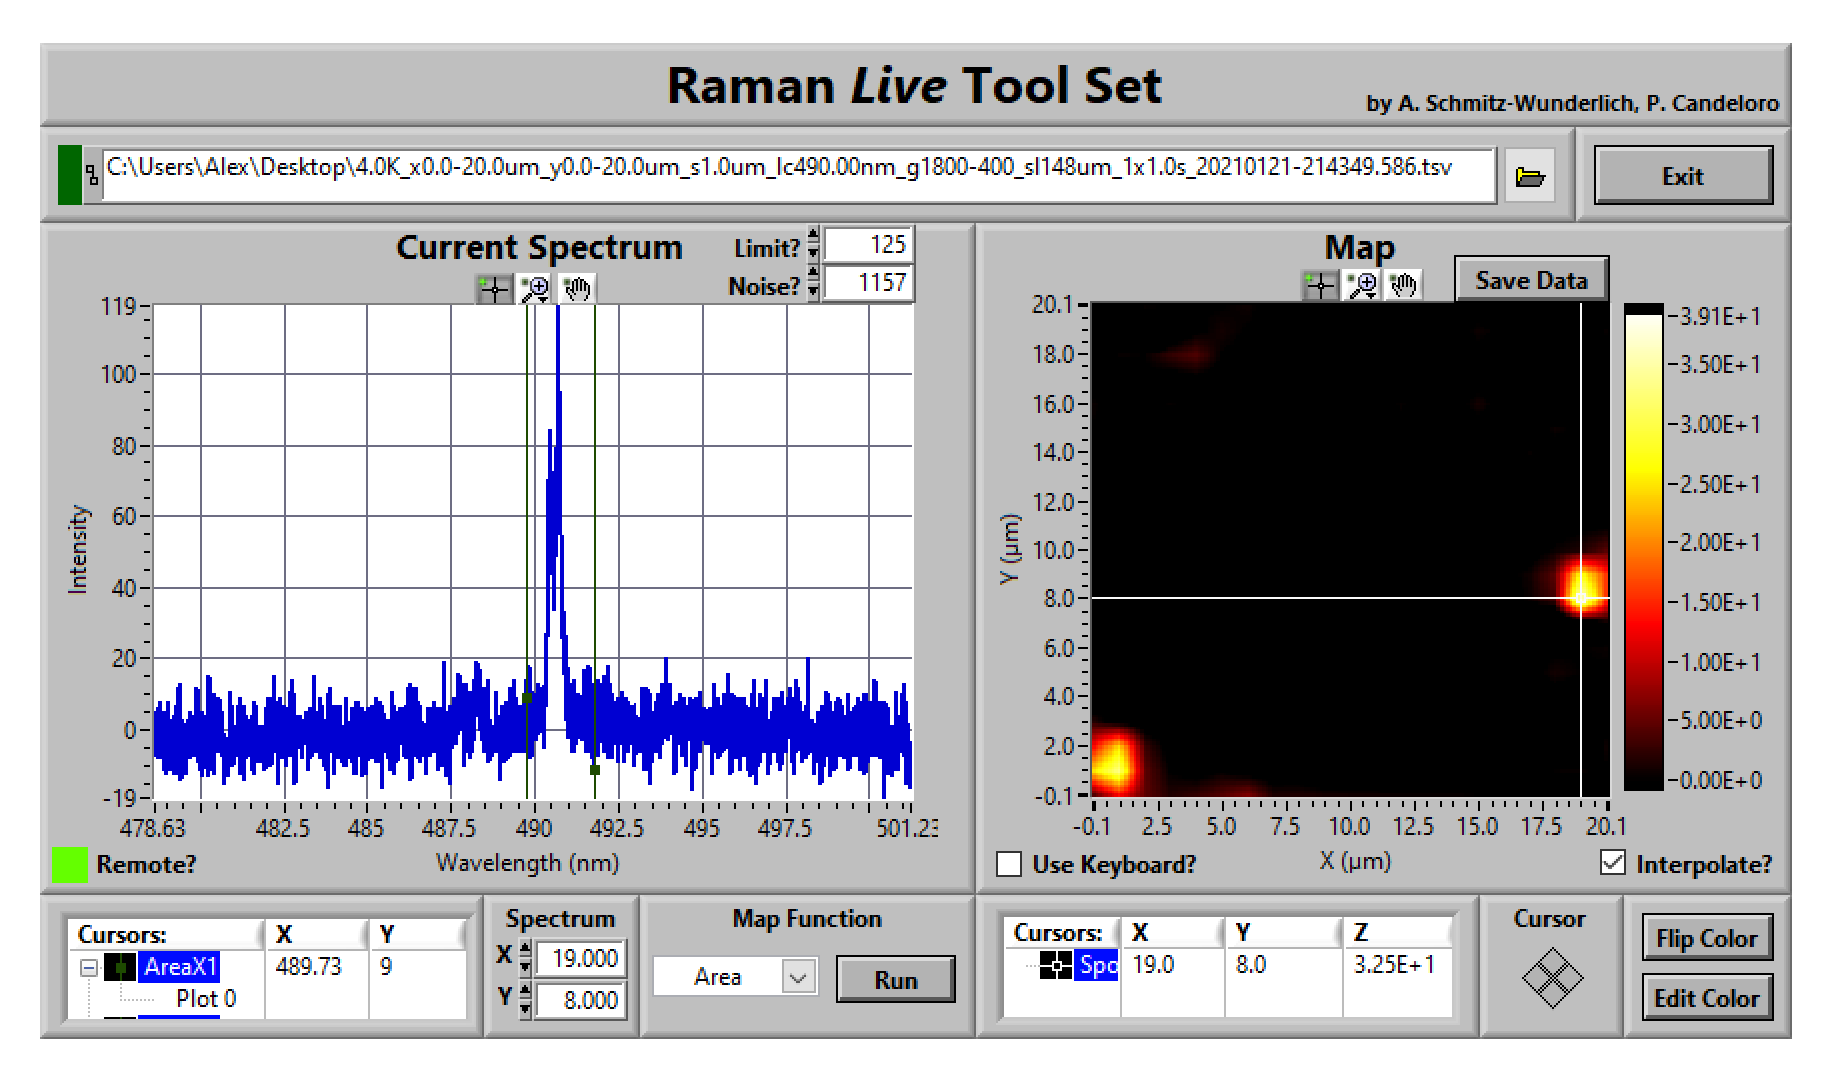 Raman Live Tool Set
by A. Schmitz-Wunderlich, P. Candeloro
C:\Users\Alex\Desktop\4.0K_x0.0-20.0um_y0.0-20.0um_s1.0um_lc490.00nm_g1800-400_sl148um_1x1.0s_20210121-214349.586.tsv
Exit
Current Spectrum
Limit? 125
Noise? 1157
119
100
80
60
40
20
0
-19
Intensity
478.63 482.5 485 487.5 490 492.5 495 497.5 501.23
Wavelength (nm)
Remote?
Map
Save Data
20.1
18.0
16.0
14.0
12.0
10.0
8.0
6.0
4.0
2.0
-0.1
Y (µm)
-0.1 2.5 5.0 7.5 10.0 12.5 15.0 17.5 20.1
X (µm)
3.91E+1
3.50E+1
3.00E+1
2.50E+1
2.00E+1
1.50E+1
1.00E+1
5.00E+0
0.00E+0
Use Keyboard?
Interpolate?
Cursors: X Y
AreaX1 489.73 9
Plot 0
Spectrum
X 19.000
Y 8.000
Map Function
Area
Run
Cursors: X Y Z
Spo 19.0 8.0 3.25E+1
Cursor
Flip Color
Edit Color